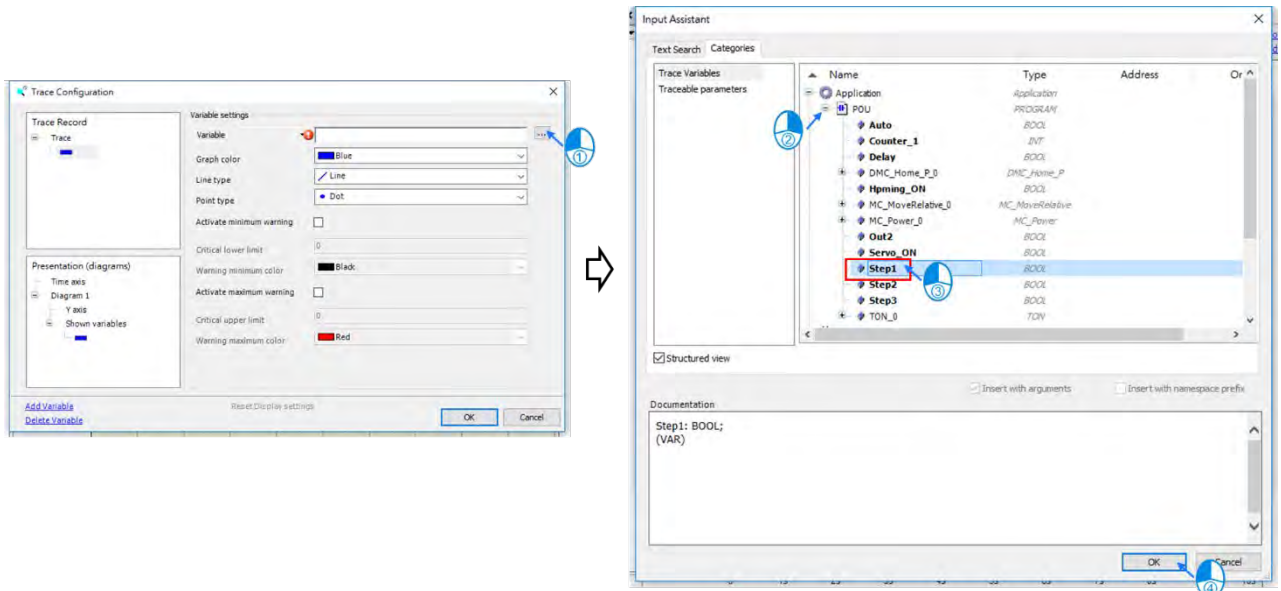 Trace Configuration
Trace Record
Trace
Presentation (diagrams)
Time axis
Diagram 1
Y axis
Shown variables
Variable settings
Variable
①
Graph color
Blue
Line type
Line
Point type
Dot
Activate minimum warning
Critical lower limit
0
Warning minimum color
Black
Activate maximum warning
Critical upper limit
0
Warning maximum color
Red
Add Variable
Delete Variable
Reset Display settings
OK
Cancel
Input Assistant
Text Search Categories
Trace Variables
Traceable parameters
Name Type Address Or
Application Application
POU PROGRAM
②
Auto BOOL
Counter_1 INT
Delay BOOL
DMC_Home_P_0 DMC_Home_P
Hpming_ON BOOL
MC_MoveRelative_0 MC_MoveRelative
MC_Power_0 MC_Power
Out2 BOOL
Servo_ON BOOL
Step1 BOOL
③
Step2 BOOL
Step3 BOOL
TON_0 TON
Structured view
Insert with arguments Insert with namespace prefix
Documentation
Step1: BOOL;
(VAR)
OK
Cancel
④